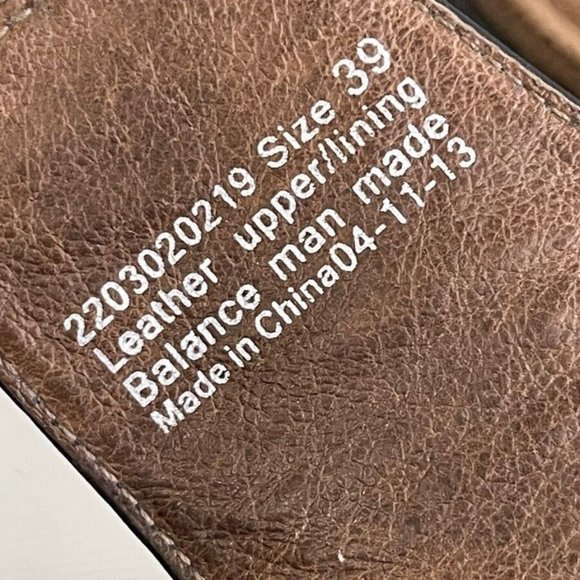 2203020219 Size 39
Leather upper/lining
Balance man made
Made in China04-11-13